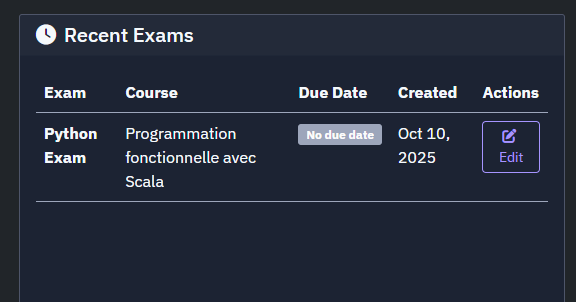 Recent Exams
Exam Course Due Date Created Actions
Python Exam Programmation fonctionnelle avec Scala No due date Oct 10, 2025 Edit